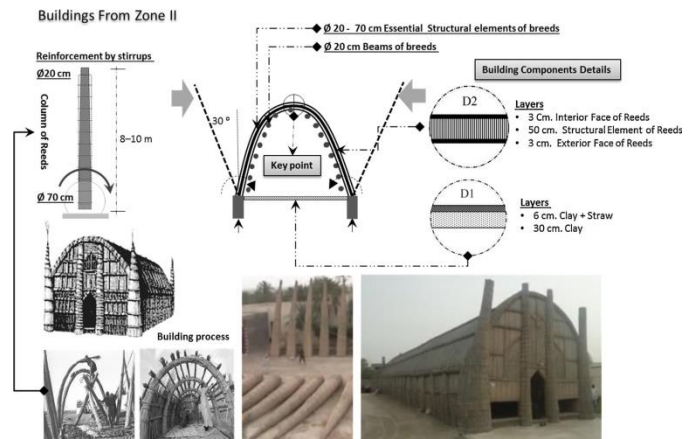 Buildings From Zone II
Reinforcement by stirrups
Ø20 cm
Column of Reeds
8–10 m
Ø 70 cm
Ø 20 - 70 cm Essential Structural elements of breeds
Ø 20 cm Beams of breeds
30 °
Key point
Building Components Details
D2
Layers
• 3 Cm. Interior Face of Reeds
• 50 cm. Structural Element of Reeds
• 3 cm. Exterior Face of Reeds
D1
Layers
• 6 cm. Clay + Straw
• 30 cm. Clay
Building process